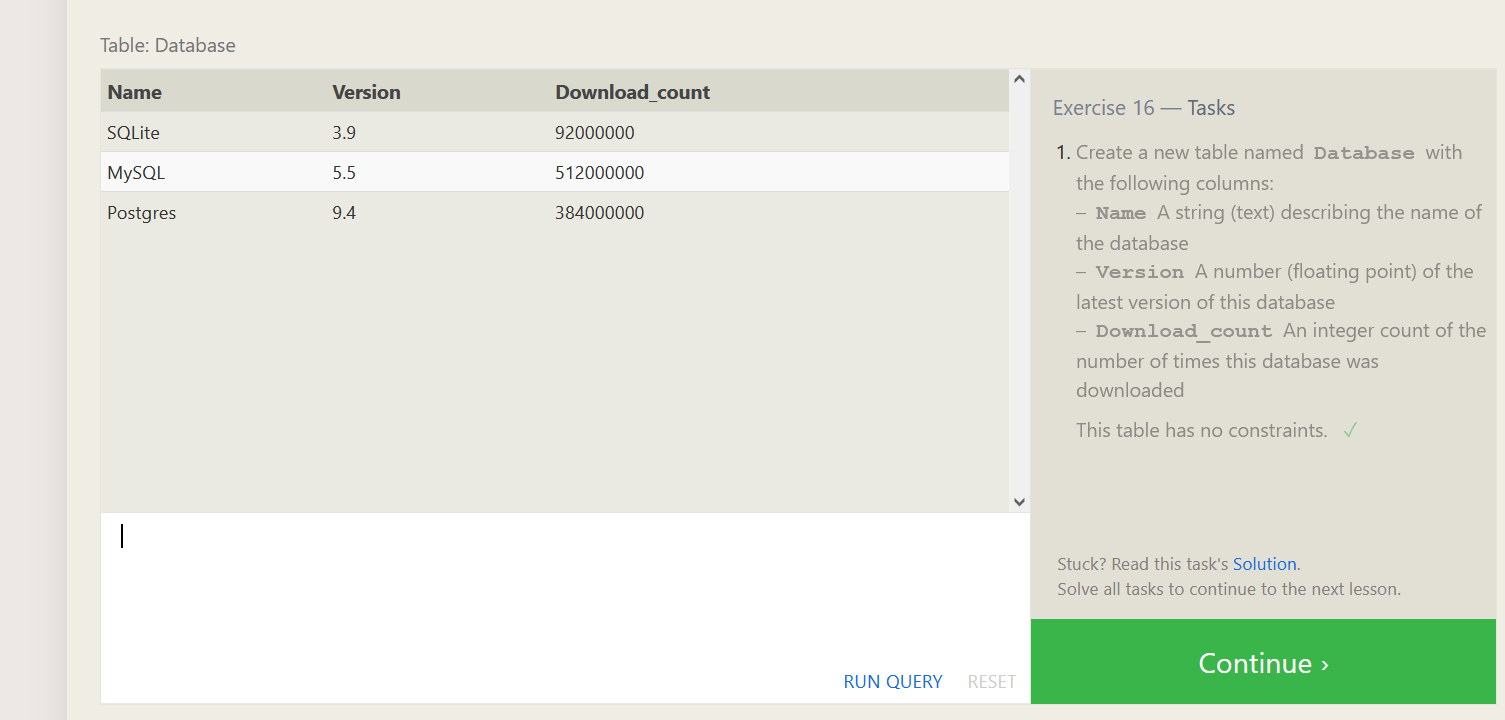 Table: Database
Name Version Download_count
SQLite 3.9 92000000
MySQL 5.5 512000000
Postgres 9.4 384000000
RUN QUERY RESET
Exercise 16 — Tasks
1. Create a new table named Database with
the following columns:
– Name A string (text) describing the name of
the database
– Version A number (floating point) of the
latest version of this database
– Download_count An integer count of the
number of times this database was
downloaded
This table has no constraints. ✓
Stuck? Read this task's Solution.
Solve all tasks to continue to the next lesson.
Continue ›